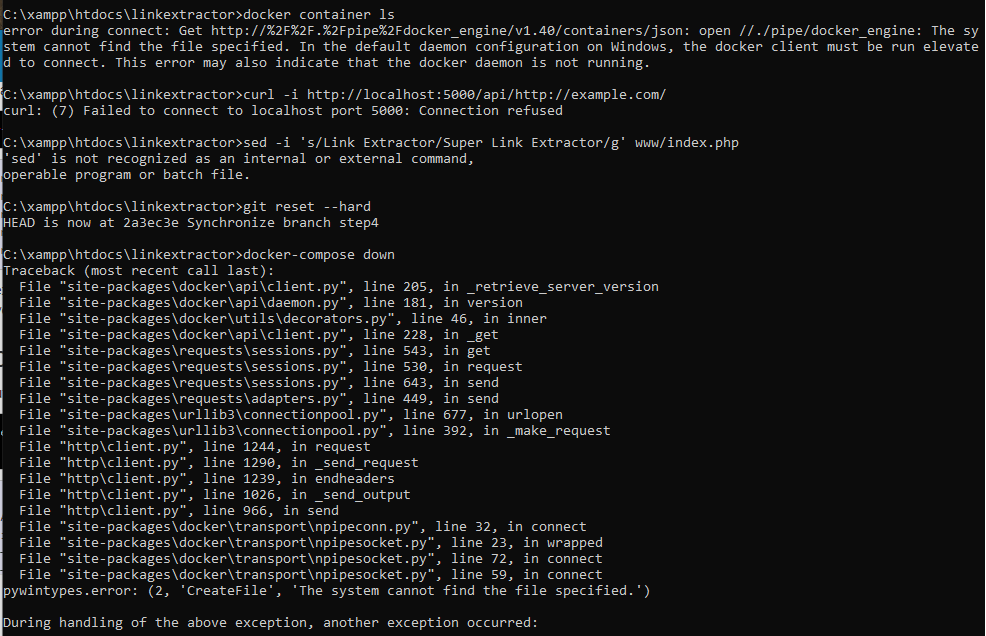 C:\xampp\htdocs\linkextractor>docker container ls
error during connect: Get http://%2F%2F.%2Fpipe%2Fdocker_engine/v1.40/containers/json: open //./pipe/docker_engine: The sy
stem cannot find the file specified. In the default daemon configuration on Windows, the docker client must be run elevate
d to connect. This error may also indicate that the docker daemon is not running.
C:\xampp\htdocs\linkextractor>curl -i http://localhost:5000/api/http://example.com/
curl: (7) Failed to connect to localhost port 5000: Connection refused
C:\xampp\htdocs\linkextractor>sed -i 's/Link Extractor/Super Link Extractor/g' www/index.php
'sed' is not recognized as an internal or external command,
operable program or batch file.
C:\xampp\htdocs\linkextractor>git reset --hard
HEAD is now at 2a3ec3e Synchronize branch step4
C:\xampp\htdocs\linkextractor>docker-compose down
Traceback (most recent call last):
  File "site-packages\docker\api\client.py", line 205, in _retrieve_server_version
  File "site-packages\docker\api\daemon.py", line 181, in version
  File "site-packages\docker\utils\decorators.py", line 46, in inner
  File "site-packages\docker\api\client.py", line 228, in _get
  File "site-packages\requests\sessions.py", line 543, in get
  File "site-packages\requests\sessions.py", line 530, in request
  File "site-packages\requests\sessions.py", line 643, in send
  File "site-packages\requests\adapters.py", line 449, in send
  File "site-packages\urllib3\connectionpool.py", line 677, in urlopen
  File "site-packages\urllib3\connectionpool.py", line 392, in _make_request
  File "http\client.py", line 1244, in request
  File "http\client.py", line 1290, in _send_request
  File "http\client.py", line 1239, in endheaders
  File "http\client.py", line 1026, in _send_output
  File "http\client.py", line 966, in send
  File "site-packages\docker\transport\npipeconn.py", line 32, in connect
  File "site-packages\docker\transport\npipesocket.py", line 23, in wrapped
  File "site-packages\docker\transport\npipesocket.py", line 72, in connect
  File "site-packages\docker\transport\npipesocket.py", line 59, in connect
pywintypes.error: (2, 'CreateFile', 'The system cannot find the file specified.')
During handling of the above exception, another exception occurred: